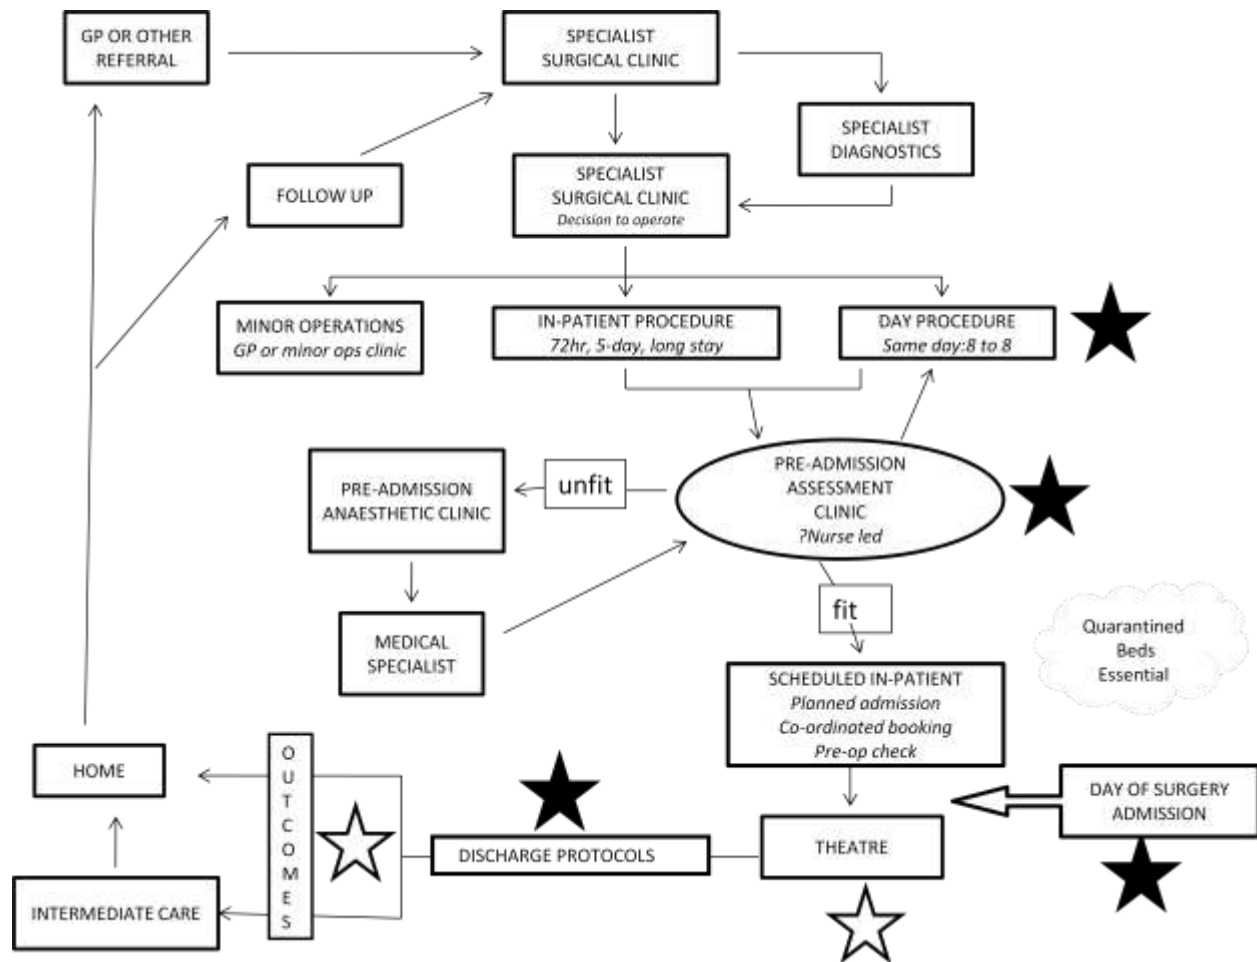 GP OR OTHER
REFERRAL
SPECIALIST
SURGICAL CLINIC
SPECIALIST
DIAGNOSTICS
FOLLOW UP
SPECIALIST
SURGICAL CLINIC
Decision to operate
MINOR OPERATIONS
GP or minor ops clinic
IN-PATIENT PROCEDURE
72hr, 5-day, long stay
DAY PROCEDURE
Same day:8 to 8
PRE-ADMISSION
ASSESSMENT
CLINIC
?Nurse led
unfit
PRE-ADMISSION
ANAESTHETIC CLINIC
MEDICAL
SPECIALIST
fit
Quarantined
Beds
Essential
SCHEDULED IN-PATIENT
Planned admission
Co-ordinated booking
Pre-op check
DAY OF SURGERY
ADMISSION
THEATRE
DISCHARGE PROTOCOLS
OUTCOMES
HOME
INTERMEDIATE CARE